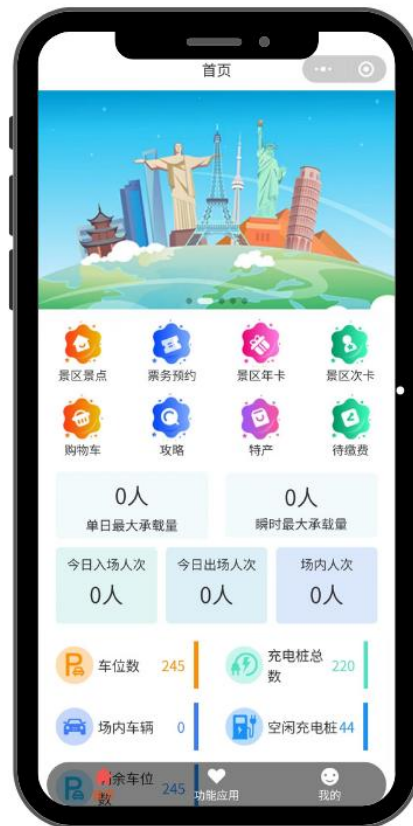 首页
景区景点 票务预约 景区年卡 景区次卡
购物车 攻略 特产 待缴费
0人 0人
单日最大承载量 瞬时最大承载量
今日入场人次 今日出场人次 场内人次
0人 0人 0人
车位数 245 充电桩总数 220
场内车辆 0 空闲充电桩 44
余车位数 245
功能应用 我的